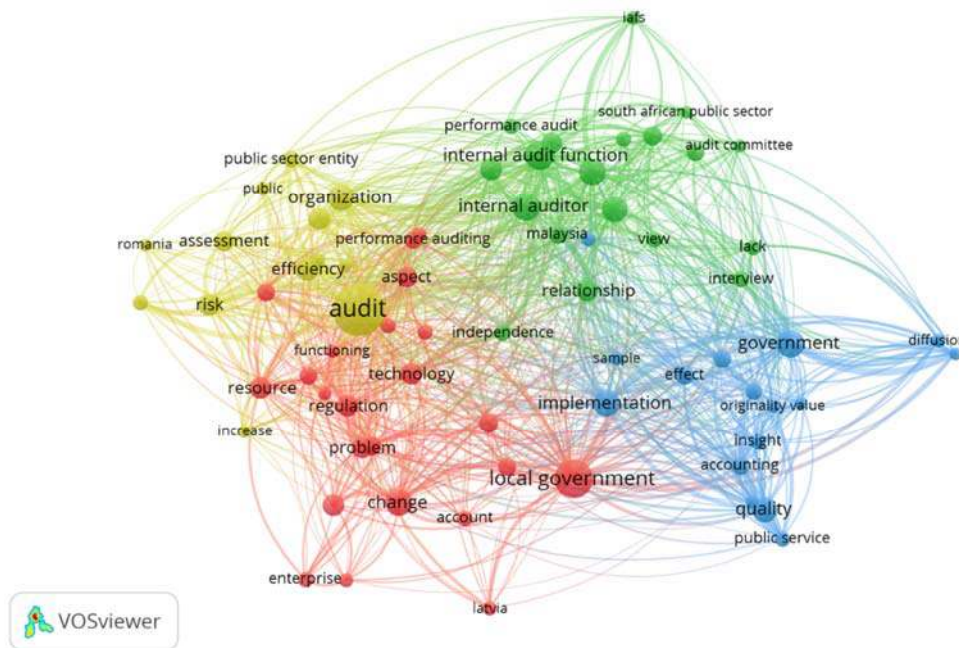 iafs
south african public sector
performance audit
audit committee
internal audit function
public sector entity
public
organization
internal auditor
performance auditing
malaysia
view
romania
assessment
lack
efficiency
aspect
interview
relationship
risk
audit
independence
government
diffusion
functioning
sample
technology
effect
resource
regulation
implementation
originality value
increase
problem
insight
accounting
local government
change
quality
account
public service
enterprise
latvia
VOSviewer